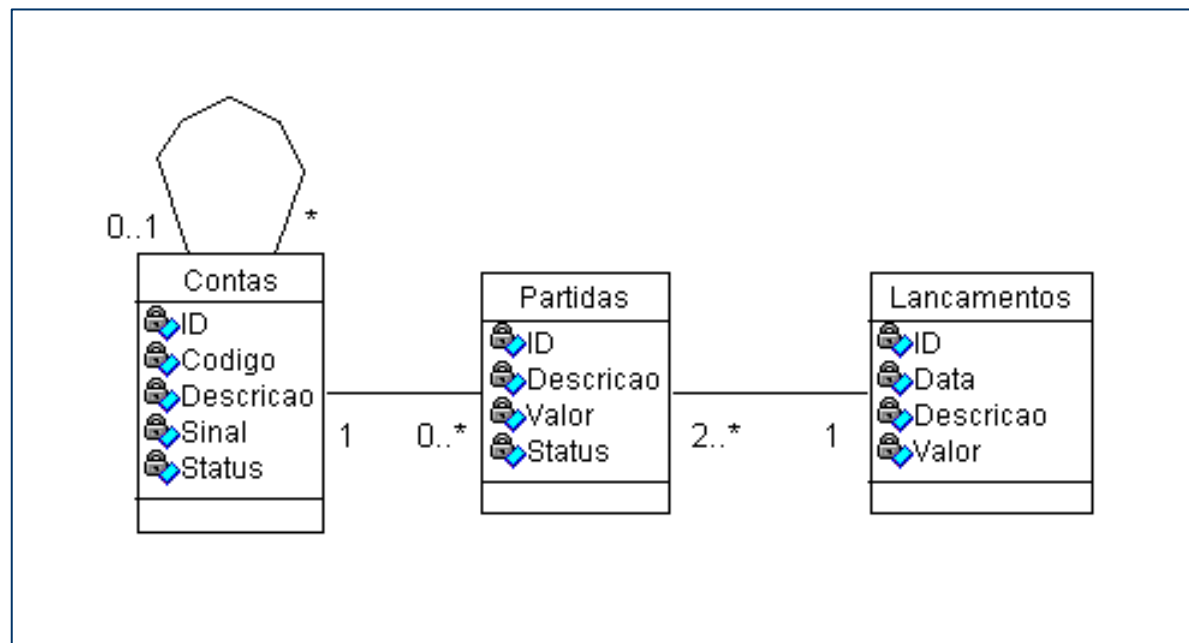 0..1
*
Contas
ID
Codigo
Descricao
Sinal
Status
1
0..*
Partidas
ID
Descricao
Valor
Status
2..*
1
Lancamentos
ID
Data
Descricao
Valor